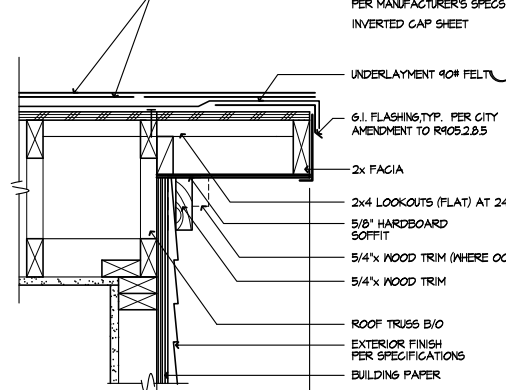 PER MANUFACTURER'S SPECS
INVERTED CAP SHEET
UNDERLAYMENT 90# FELT
G.I. FLASHING,TYP. PER CITY
AMENDMENT TO R905.2.8.5
2x FACIA
2x4 LOOKOUTS (FLAT) AT 24
5/8" HARDBOARD
SOFFIT
5/4"x WOOD TRIM (WHERE OC
5/4"x WOOD TRIM
ROOF TRUSS B/O
EXTERIOR FINISH
PER SPECIFICATIONS
BUILDING PAPER